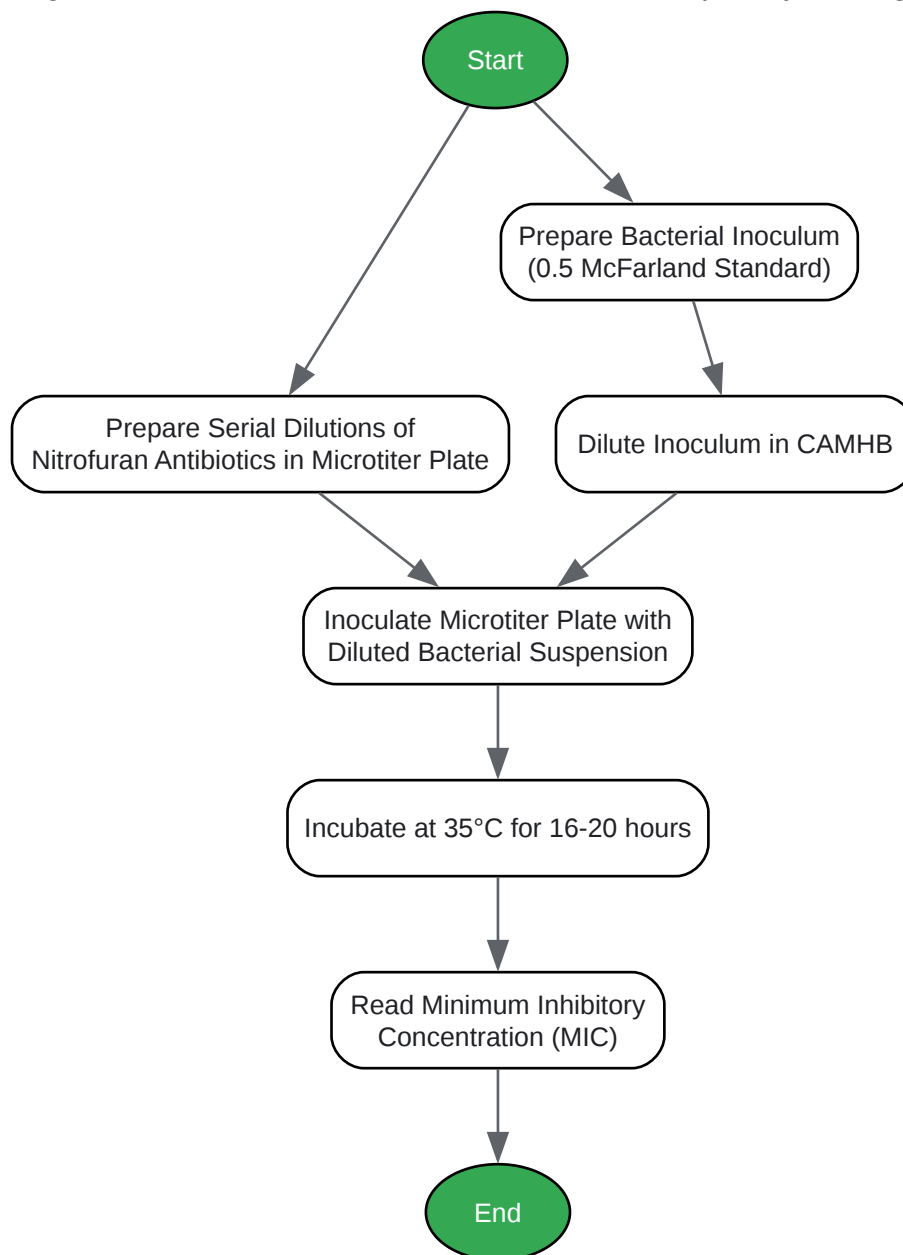 Start
Prepare Bacterial Inoculum
(0.5 McFarland Standard)
Prepare Serial Dilutions of
Nitrofuran Antibiotics in Microtiter Plate
Dilute Inoculum in CAMHB
Inoculate Microtiter Plate with
Diluted Bacterial Suspension
Incubate at 35°C for 16-20 hours
Read Minimum Inhibitory
Concentration (MIC)
End